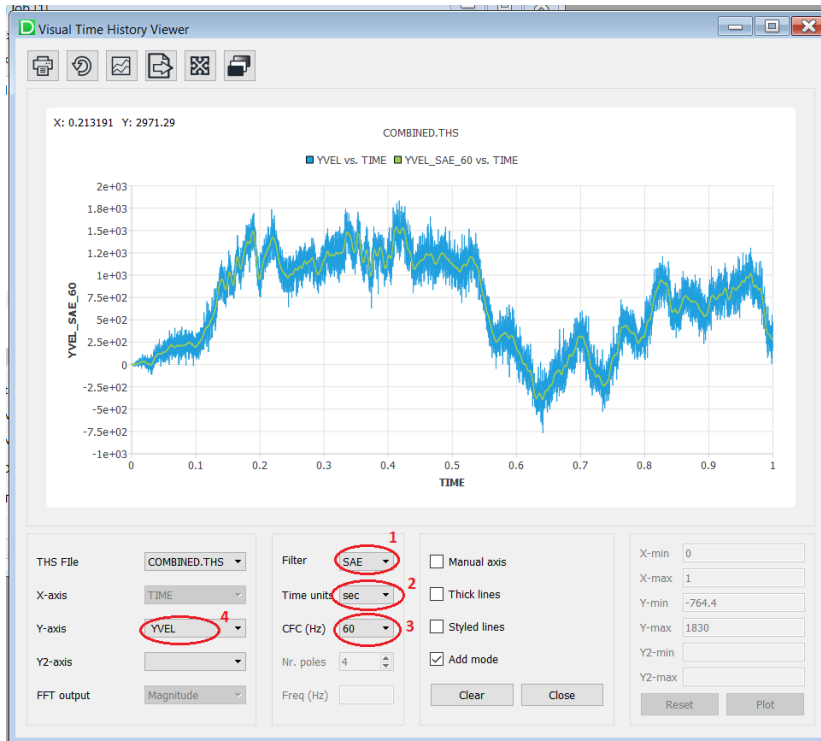 Job [1]
Visual Time History Viewer
X: 0.213191 Y: 2971.29
COMBINED.THS
YVEL vs. TIME YVEL_SAE_60 vs. TIME
2e+03
1.8e+03
1.5e+03
1.2e+03
1e+03
7.5e+02
5e+02
2.5e+02
0
-2.5e+02
-5e+02
-7.5e+02
-1e+03
YVEL_SAE_60
0 0.1 0.2 0.3 0.4 0.5 0.6 0.7 0.8 0.9 1
TIME
THS FIle COMBINED.THS
X-axis TIME
Y-axis YVEL 4
Y2-axis
FFT output Magnitude
1
Filter SAE
Time units sec 2
CFC (Hz) 60 3
Nr. poles 4
Freq (Hz)
Manual axis
Thick lines
Styled lines
Add mode
Clear Close
X-min 0
X-max 1
Y-min -764.4
Y-max 1830
Y2-min
Y2-max
Reset Plot